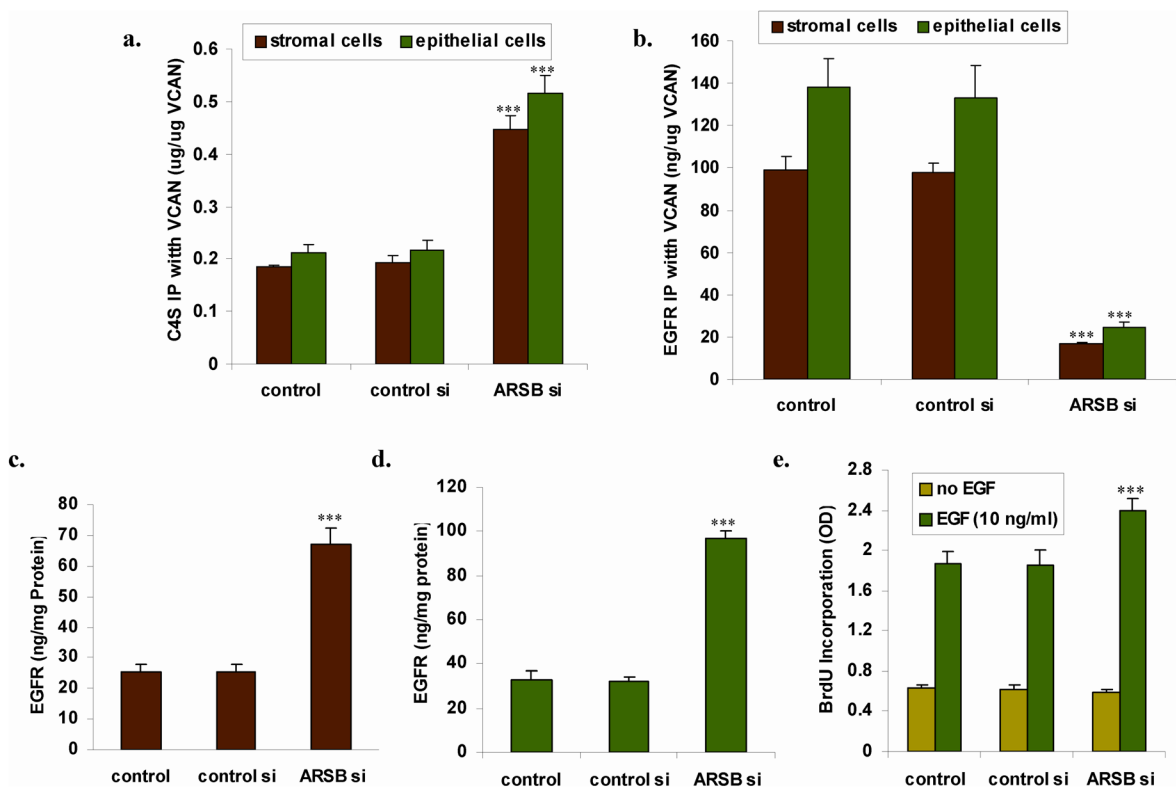 a.
stromal cells epithelial cells
C4S IP witth VCAN (ug/ug VCAN)
0.6
0.5
0.4
0.3
0.2
0.1
0
***
***
control control si ARSB si
b.
stromal cells epithelial cells
EGFR IP witth VCAN (ng/ug VCAN)
160
140
120
100
80
60
40
20
0
***
***
control control si ARSB si
c.
EGFR (ng/mg Protein)
80
70
60
50
40
30
20
10
0
***
control control si ARSB si
d.
EGFR (ng/mg protein)
120
100
80
60
40
20
0
***
control control si ARSB si
e.
no EGF
EGF (10 ng/ml)
BrdU Incorporation (OD)
2.8
2.4
2
1.6
1.2
0.8
0.4
0
***
control control si ARSB si